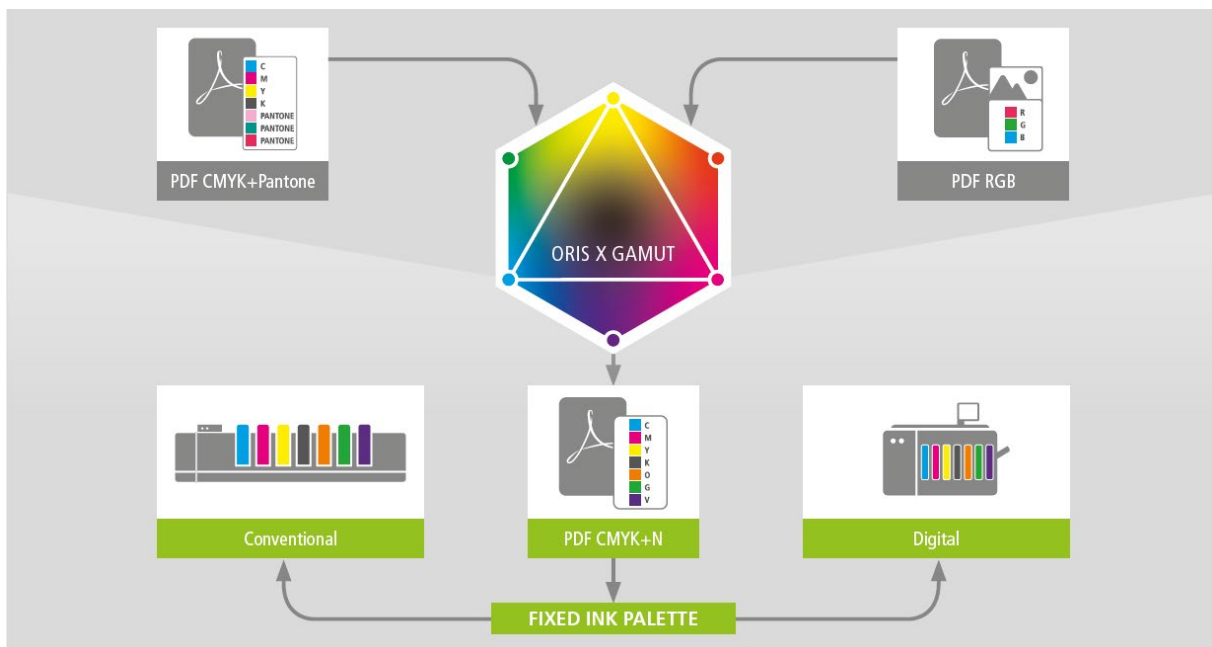 C
M
Y
K
PANTONE
PANTONE
PANTONE
PDF CMYK+Pantone
R
G
B
PDF RGB
ORIS X GAMUT
Conventional
C
M
Y
K
O
G
V
PDF CMYK+N
Digital
FIXED INK PALETTE